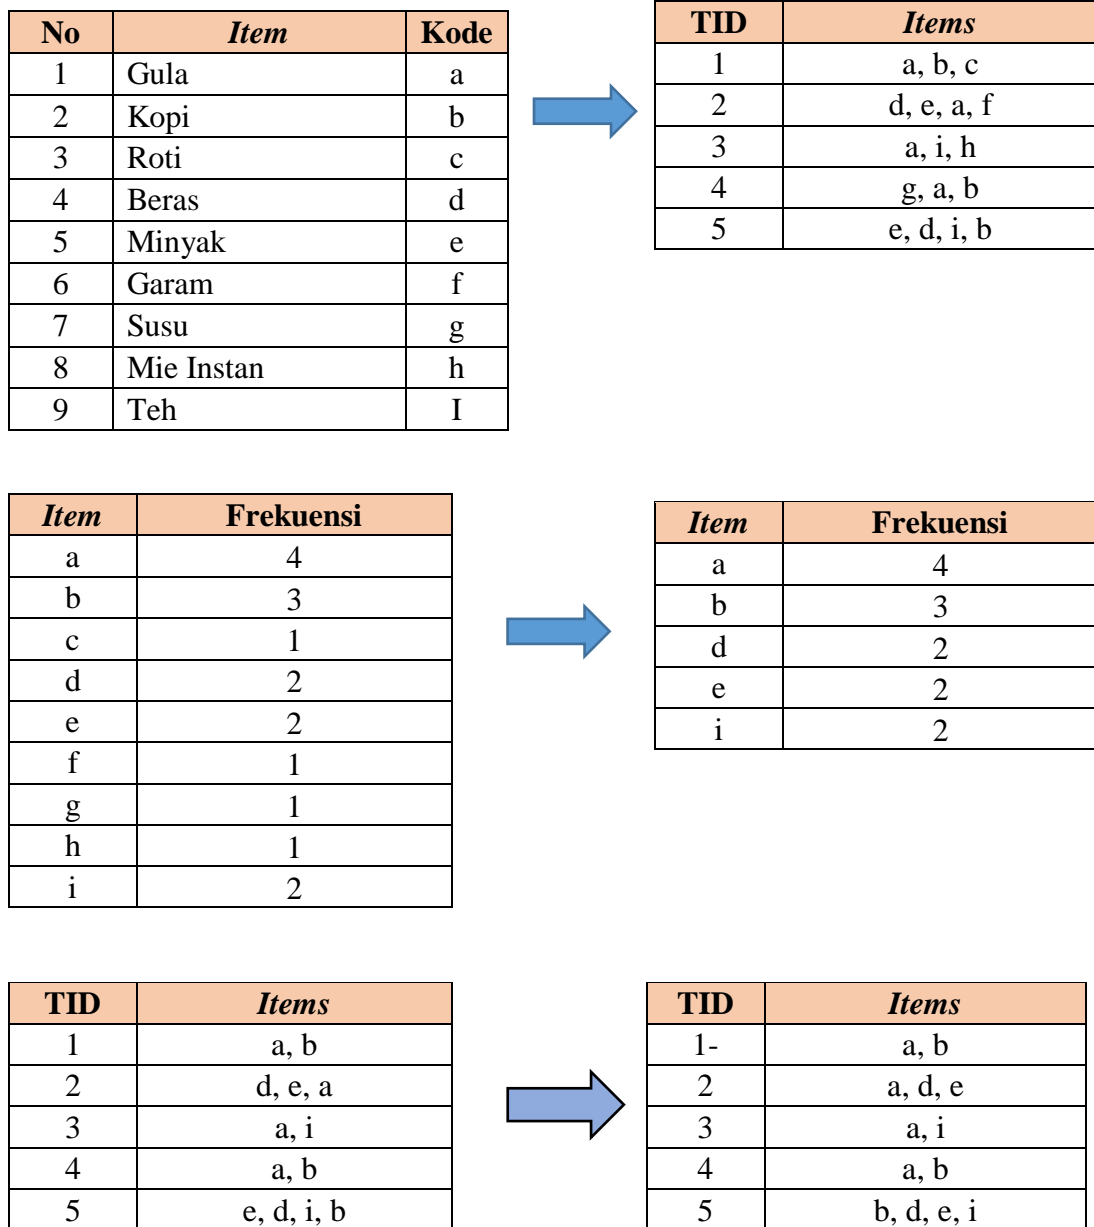 No Item Kode
1 Gula a
2 Kopi b
3 Roti c
4 Beras d
5 Minyak e
6 Garam f
7 Susu g
8 Mie Instan h
9 Teh I
TID Items
1 a, b, c
2 d, e, a, f
3 a, i, h
4 g, a, b
5 e, d, i, b
Item Frekuensi
a 4
b 3
c 1
d 2
e 2
f 1
g 1
h 1
i 2
Item Frekuensi
a 4
b 3
d 2
e 2
i 2
TID Items
1 a, b
2 d, e, a
3 a, i
4 a, b
5 e, d, i, b
TID Items
1- a, b
2 a, d, e
3 a, i
4 a, b
5 b, d, e, i